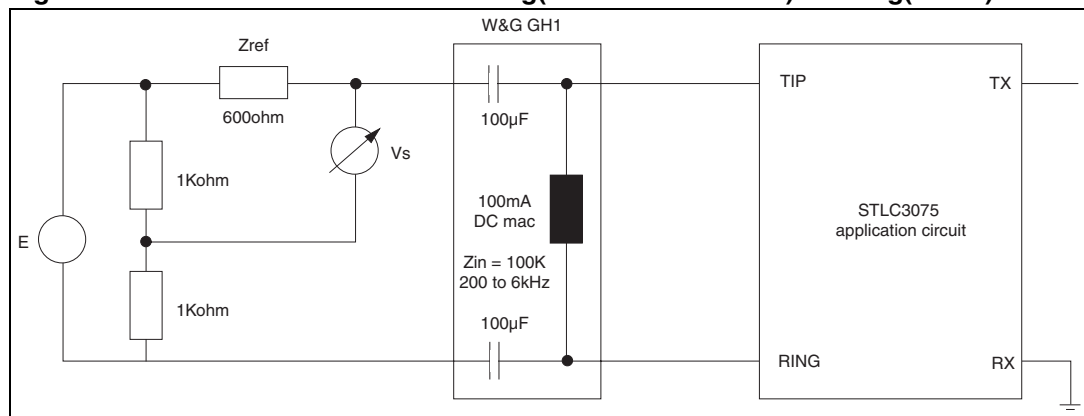 W&G GH1
Zref
600ohm
100µF
TIP
TX
Vs
1Kohm
100mA
DC mac
STLC3075
application circuit
E
Zin = 100K
200 to 6kHz
1Kohm
100µF
RING
RX